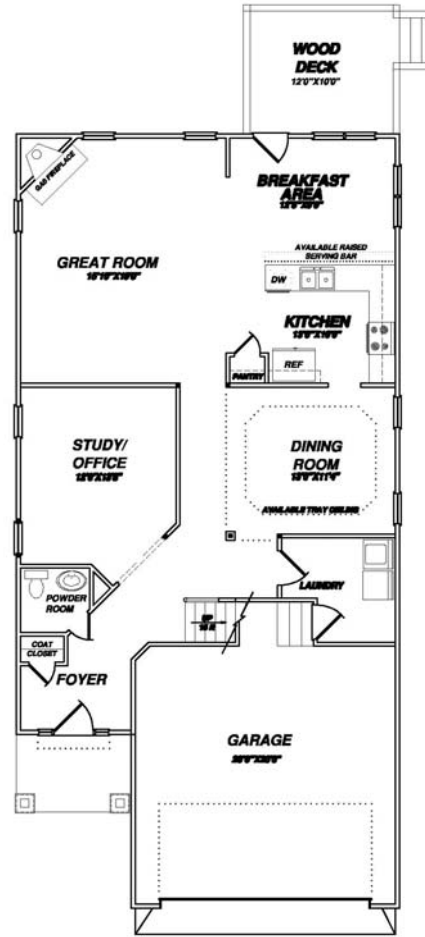 WOOD
DECK
12'0"X10'0"
GAS FIREPLACE
BREAKFAST
AREA
GREAT ROOM
AVAILABLE RAISED
SERVING BAR
DW
KITCHEN
PANTRY
REF
STUDY/
OFFICE
DINING
ROOM
AVAILABLE TRAY CEILING
LAUNDRY
POWDER
ROOM
UP
COAT
CLOSET
FOYER
GARAGE